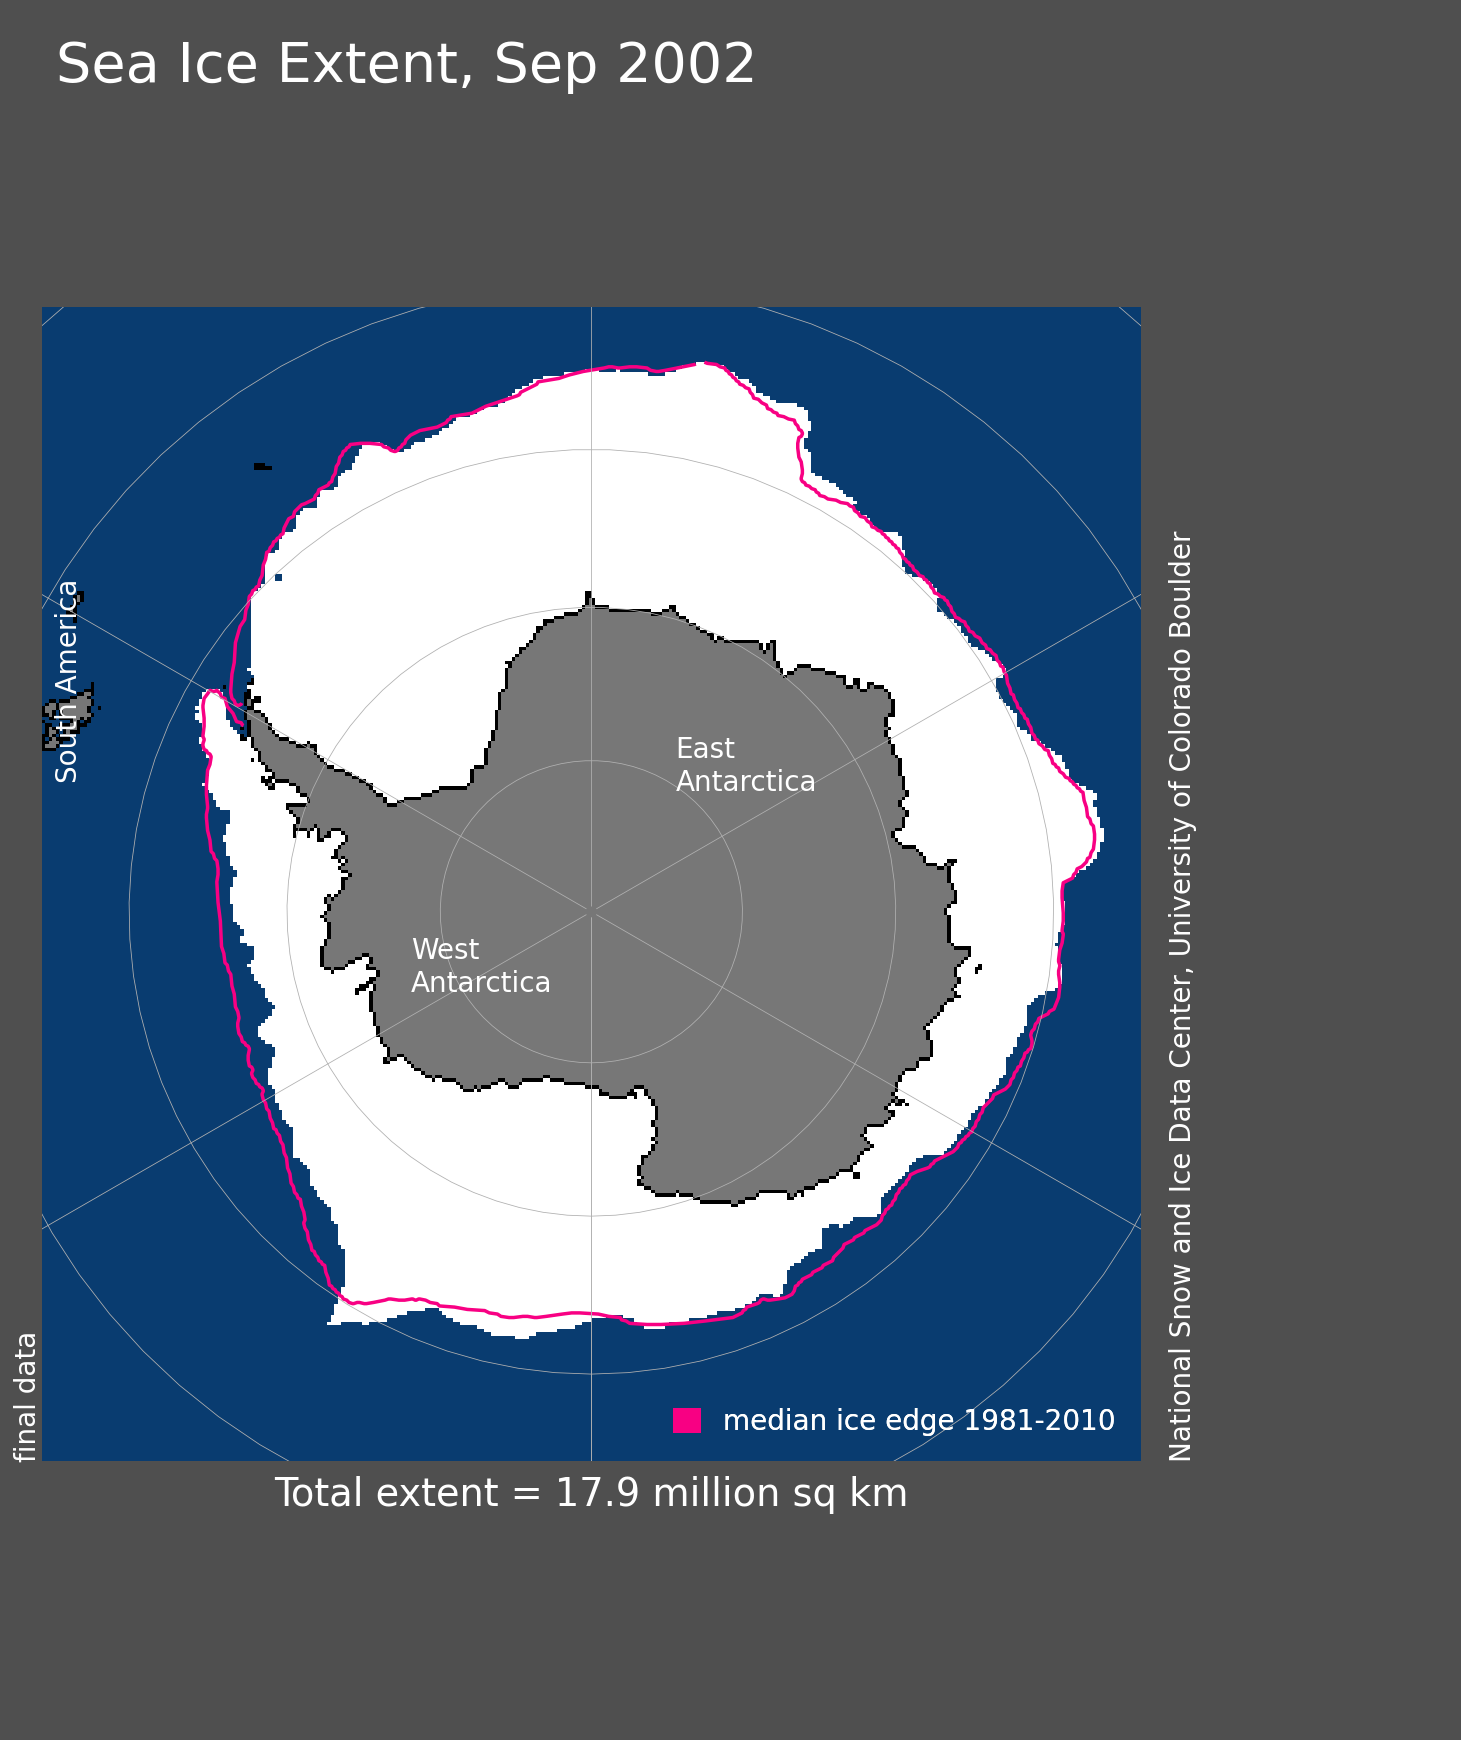 Sea Ice Extent, Sep 2002
South America
East
Antarctica
West
Antarctica
median ice edge 1981-2010
final data
National Snow and Ice Data Center, University of Colorado Boulder
Total extent = 17.9 million sq km